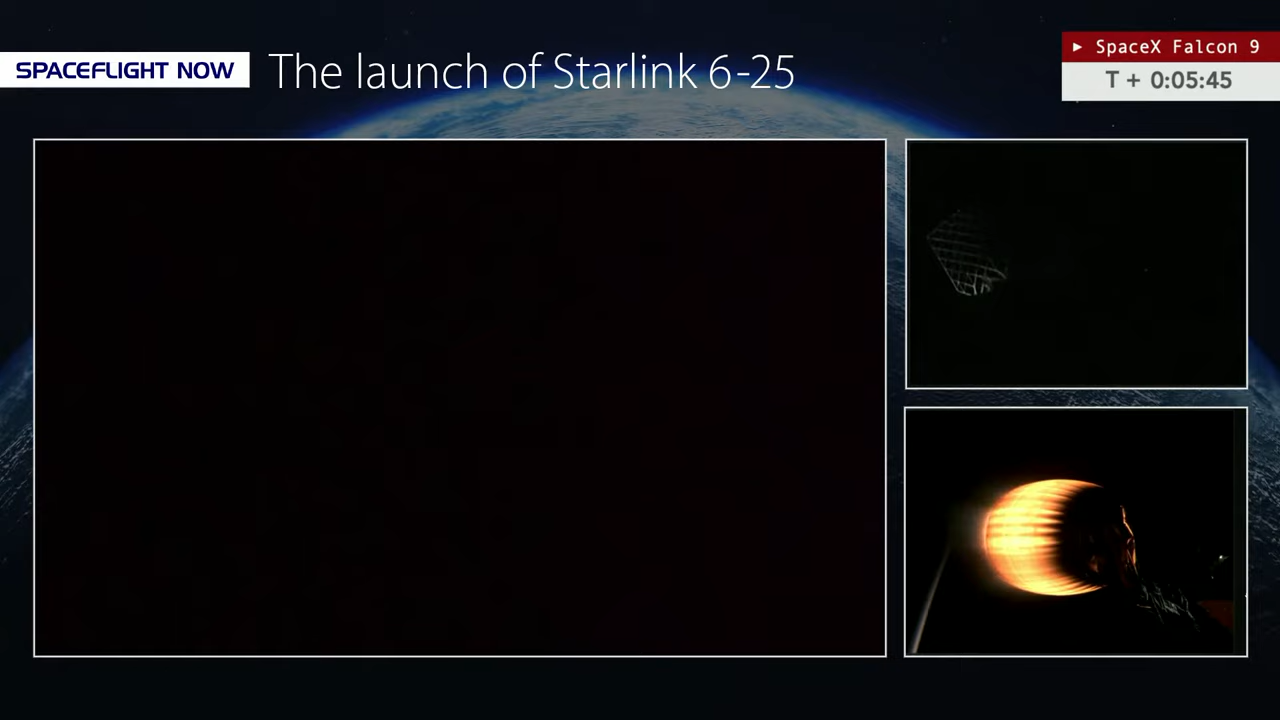 SPACEFLIGHT NOW
The launch of Starlink 6-25
▶ SpaceX Falcon 9
T + 0:05:45